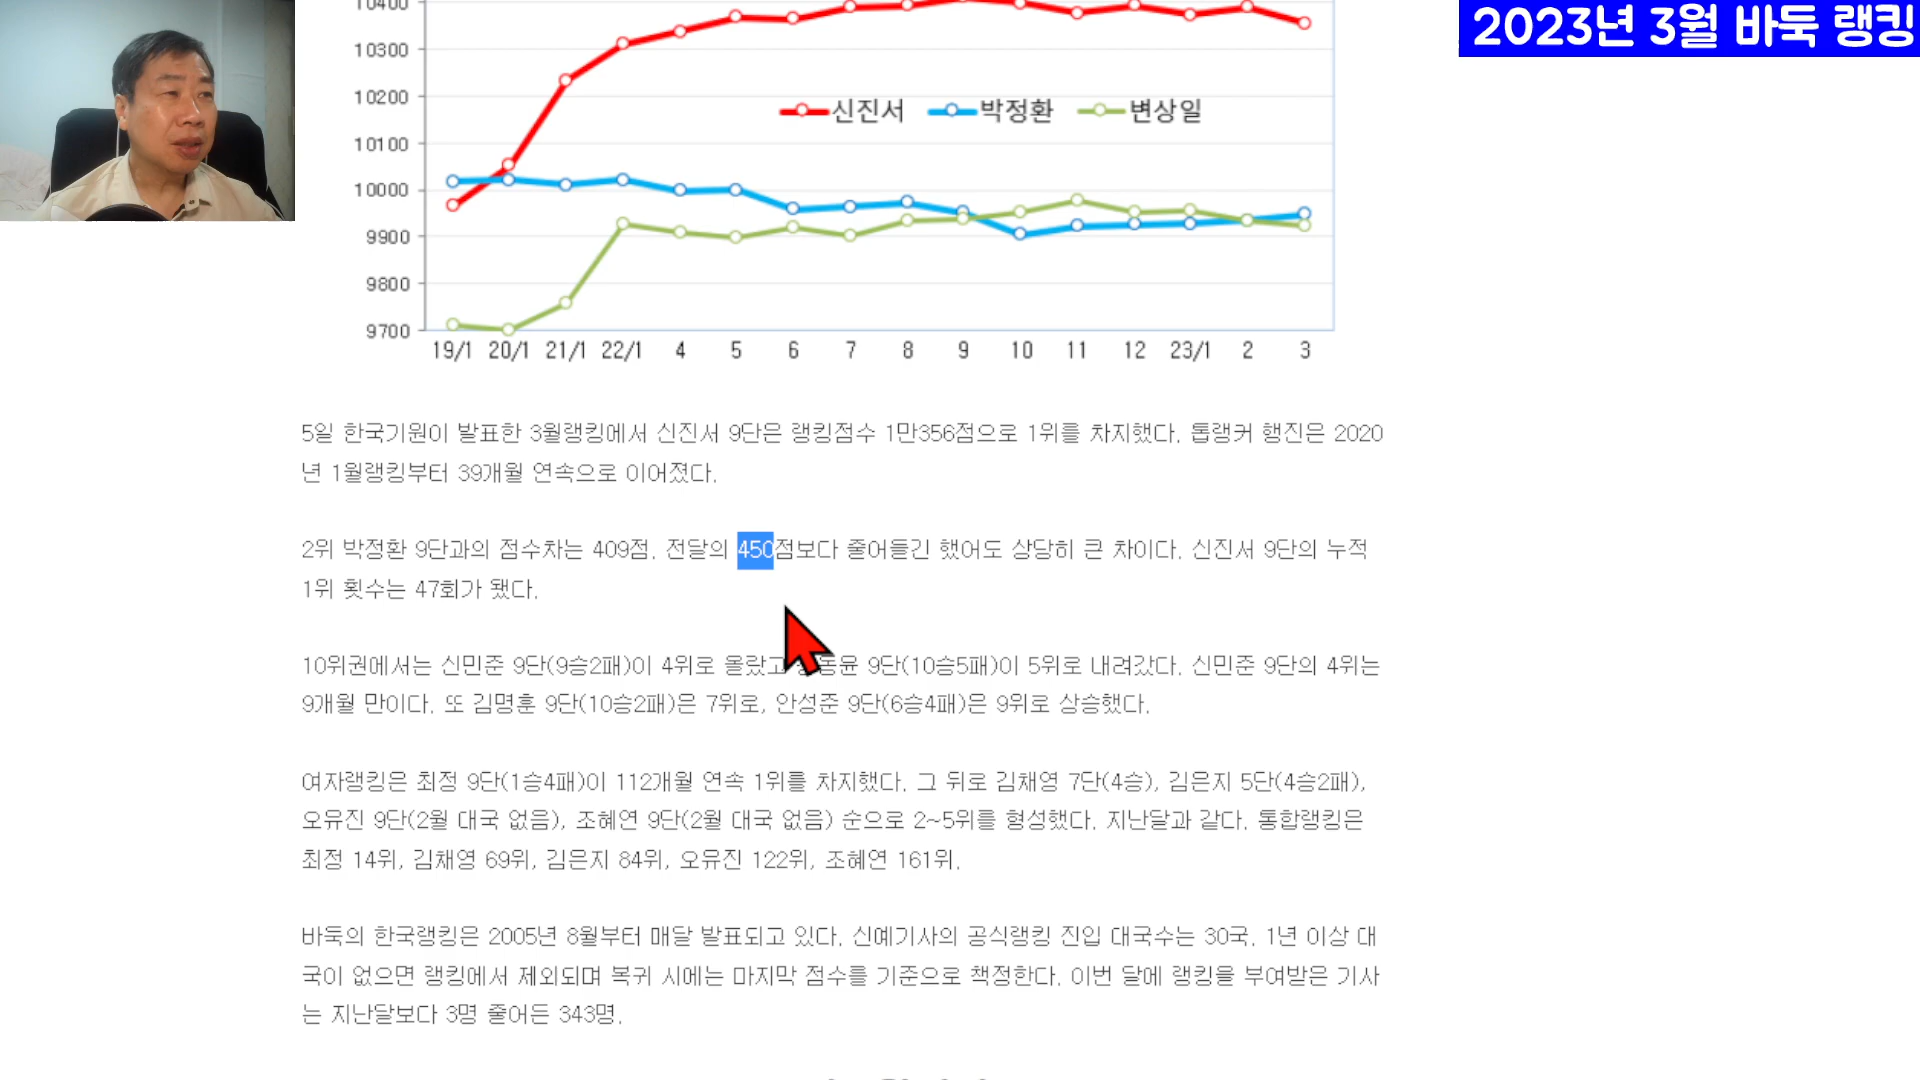 2023년 3월 바둑 랭킹
10400
10300
10200
신진서 박정환 변상일
10100
10000
9900
9800
9700
19/1 20/1 21/1 22/1 4 5 6 7 8 9 10 11 12 23/1 2 3
5일 한국기원이 발표한 3월랭킹에서 신진서 9단은 랭킹점수 1만356점으로 1위를 차지했다. 톱랭커 행진은 2020
년 1월랭킹부터 39개월 연속으로 이어졌다.
2위 박정환 9단과의 점수차는 409점. 전달의 450점보다 줄어들긴 했어도 상당히 큰 차이다. 신진서 9단의 누적
1위 횟수는 47회가 됐다.
10위권에서는 신민준 9단(9승2패)이 4위로 올랐고 9단(10승5패)이 5위로 내려갔다. 신민준 9단의 4위는
9개월 만이다. 또 김명훈 9단(10승2패)은 7위로, 안성준 9단(6승4패)은 9위로 상승했다.
여자랭킹은 최정 9단(1승4패)이 112개월 연속 1위를 차지했다. 그 뒤로 김채영 7단(4승), 김은지 5단(4승2패),
오유진 9단(2월 대국 없음), 조혜연 9단(2월 대국 없음) 순으로 2~5위를 형성했다. 지난달과 같다. 통합랭킹은
최정 14위, 김채영 69위, 김은지 84위, 오유진 122위, 조혜연 161위.
바둑의 한국랭킹은 2005년 8월부터 매달 발표되고 있다. 신예기사의 공식랭킹 진입 대국수는 30국. 1년 이상 대
국이 없으면 랭킹에서 제외되며 복귀 시에는 마지막 점수를 기준으로 책정한다. 이번 달에 랭킹을 부여받은 기사
는 지난달보다 3명 줄어든 343명.